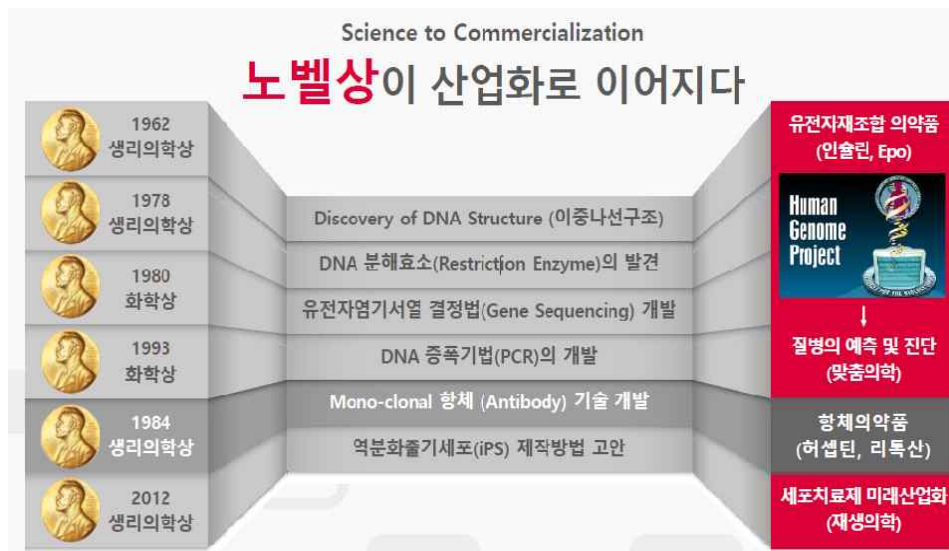 Science to Commercialization
노벨상이 산업화로 이어지다
1962
생리의학상
1978
생리의학상
1980
화학상
1993
화학상
1984
생리의학상
2012
생리의학상
Discovery of DNA Structure (이중나선구조)
DNA 분해효소(Restriction Enzyme)의 발견
유전자염기서열 결정법(Gene Sequencing) 개발
DNA 증폭기법(PCR)의 개발
Mono-clonal 항체 (Antibody) 기술 개발
역분화줄기세포(iPS) 제작방법 고안
유전자재조합 의약품
(인슐린, Epo)
Human
Genome
Project
질병의 예측 및 진단
(맞춤의학)
항체의약품
(허셉틴, 리툭산)
세포치료제 미래산업화
(재생의학)